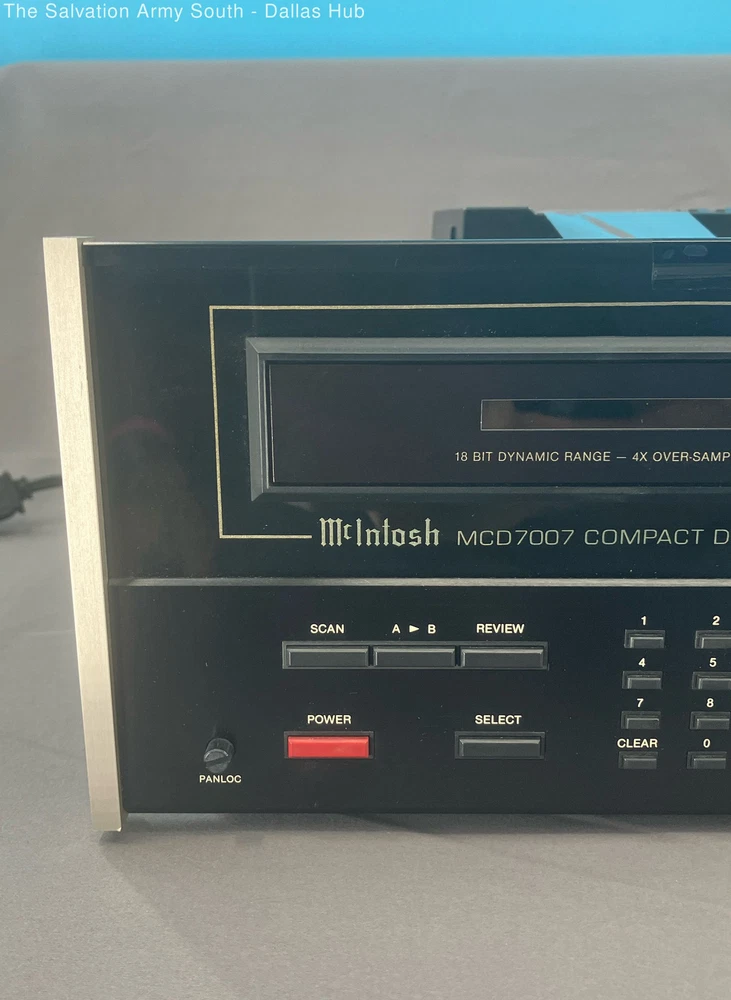 The Salvation Army South - Dallas Hub
18 BIT DYNAMIC RANGE — 4X OVER-SAMP
McIntosh MCD7007 COMPACT D
SCAN A ► B REVIEW
1 2
4 5
7 8
POWER SELECT
CLEAR 0
PANLOC